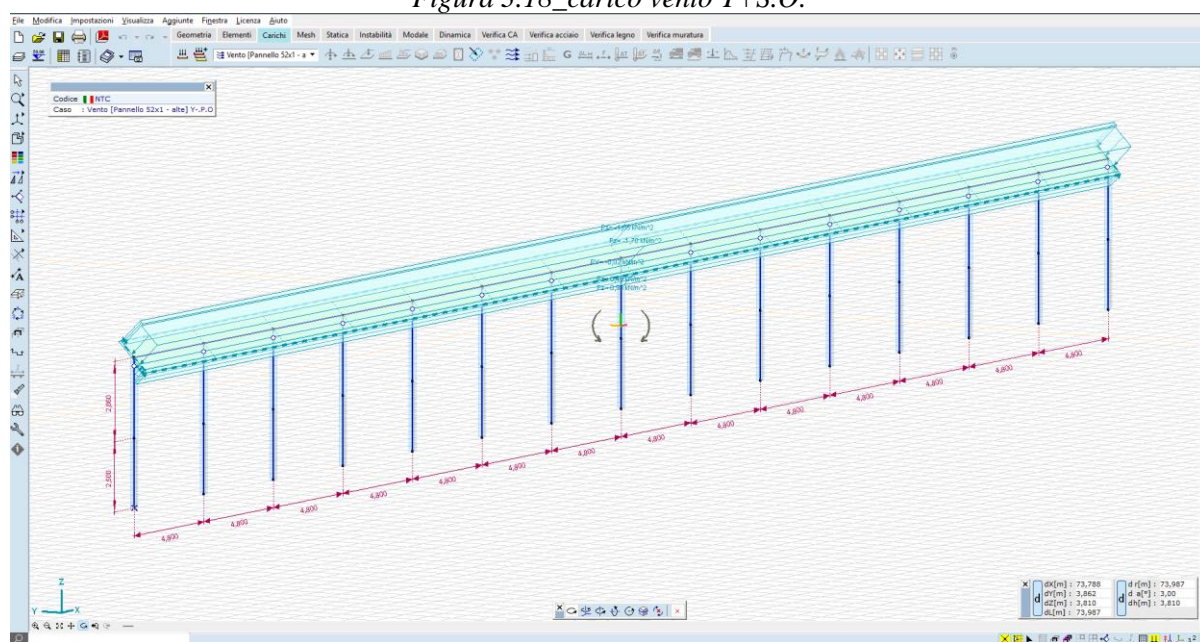 Figura 5.18_carico vento Y+S.O.
File Modifica Impostazioni Visualizza Aggiunte Finestra Licenza Aiuto
Geometria Elementi Carichi Mesh Statica Instabilità Modale Dinamica Verifica CA Verifica acciaio Verifica legno Verifica muratura
Vento (Pannello 52x1 - a
Codice NTC
Caso : Vento [Pannello 52x1 - alte] Y-.P.O
-1,70 kN/m^2
2,860
2,500
4,800
4,800
4,800
4,800
4,800
4,800
4,800
4,800
4,800
4,800
4,800
4,800
4,800
4,800
Z
Y X
d
dX[m] : 73,788
dY[m] : 3,862
dZ[m] : 3,810
dL[m] : 73,987
d
d r[m] : 73,987
d a[°] : 3,00
dh[m] : 3,810